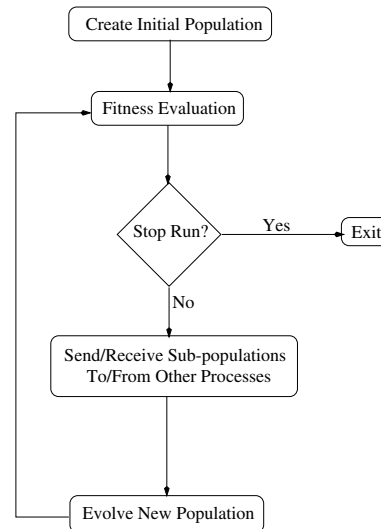 Create Initial Population
Fitness Evaluation
Stop Run?
Yes
Exit
No
Send/Receive Sub-populations
To/From Other Processes
Evolve New Population